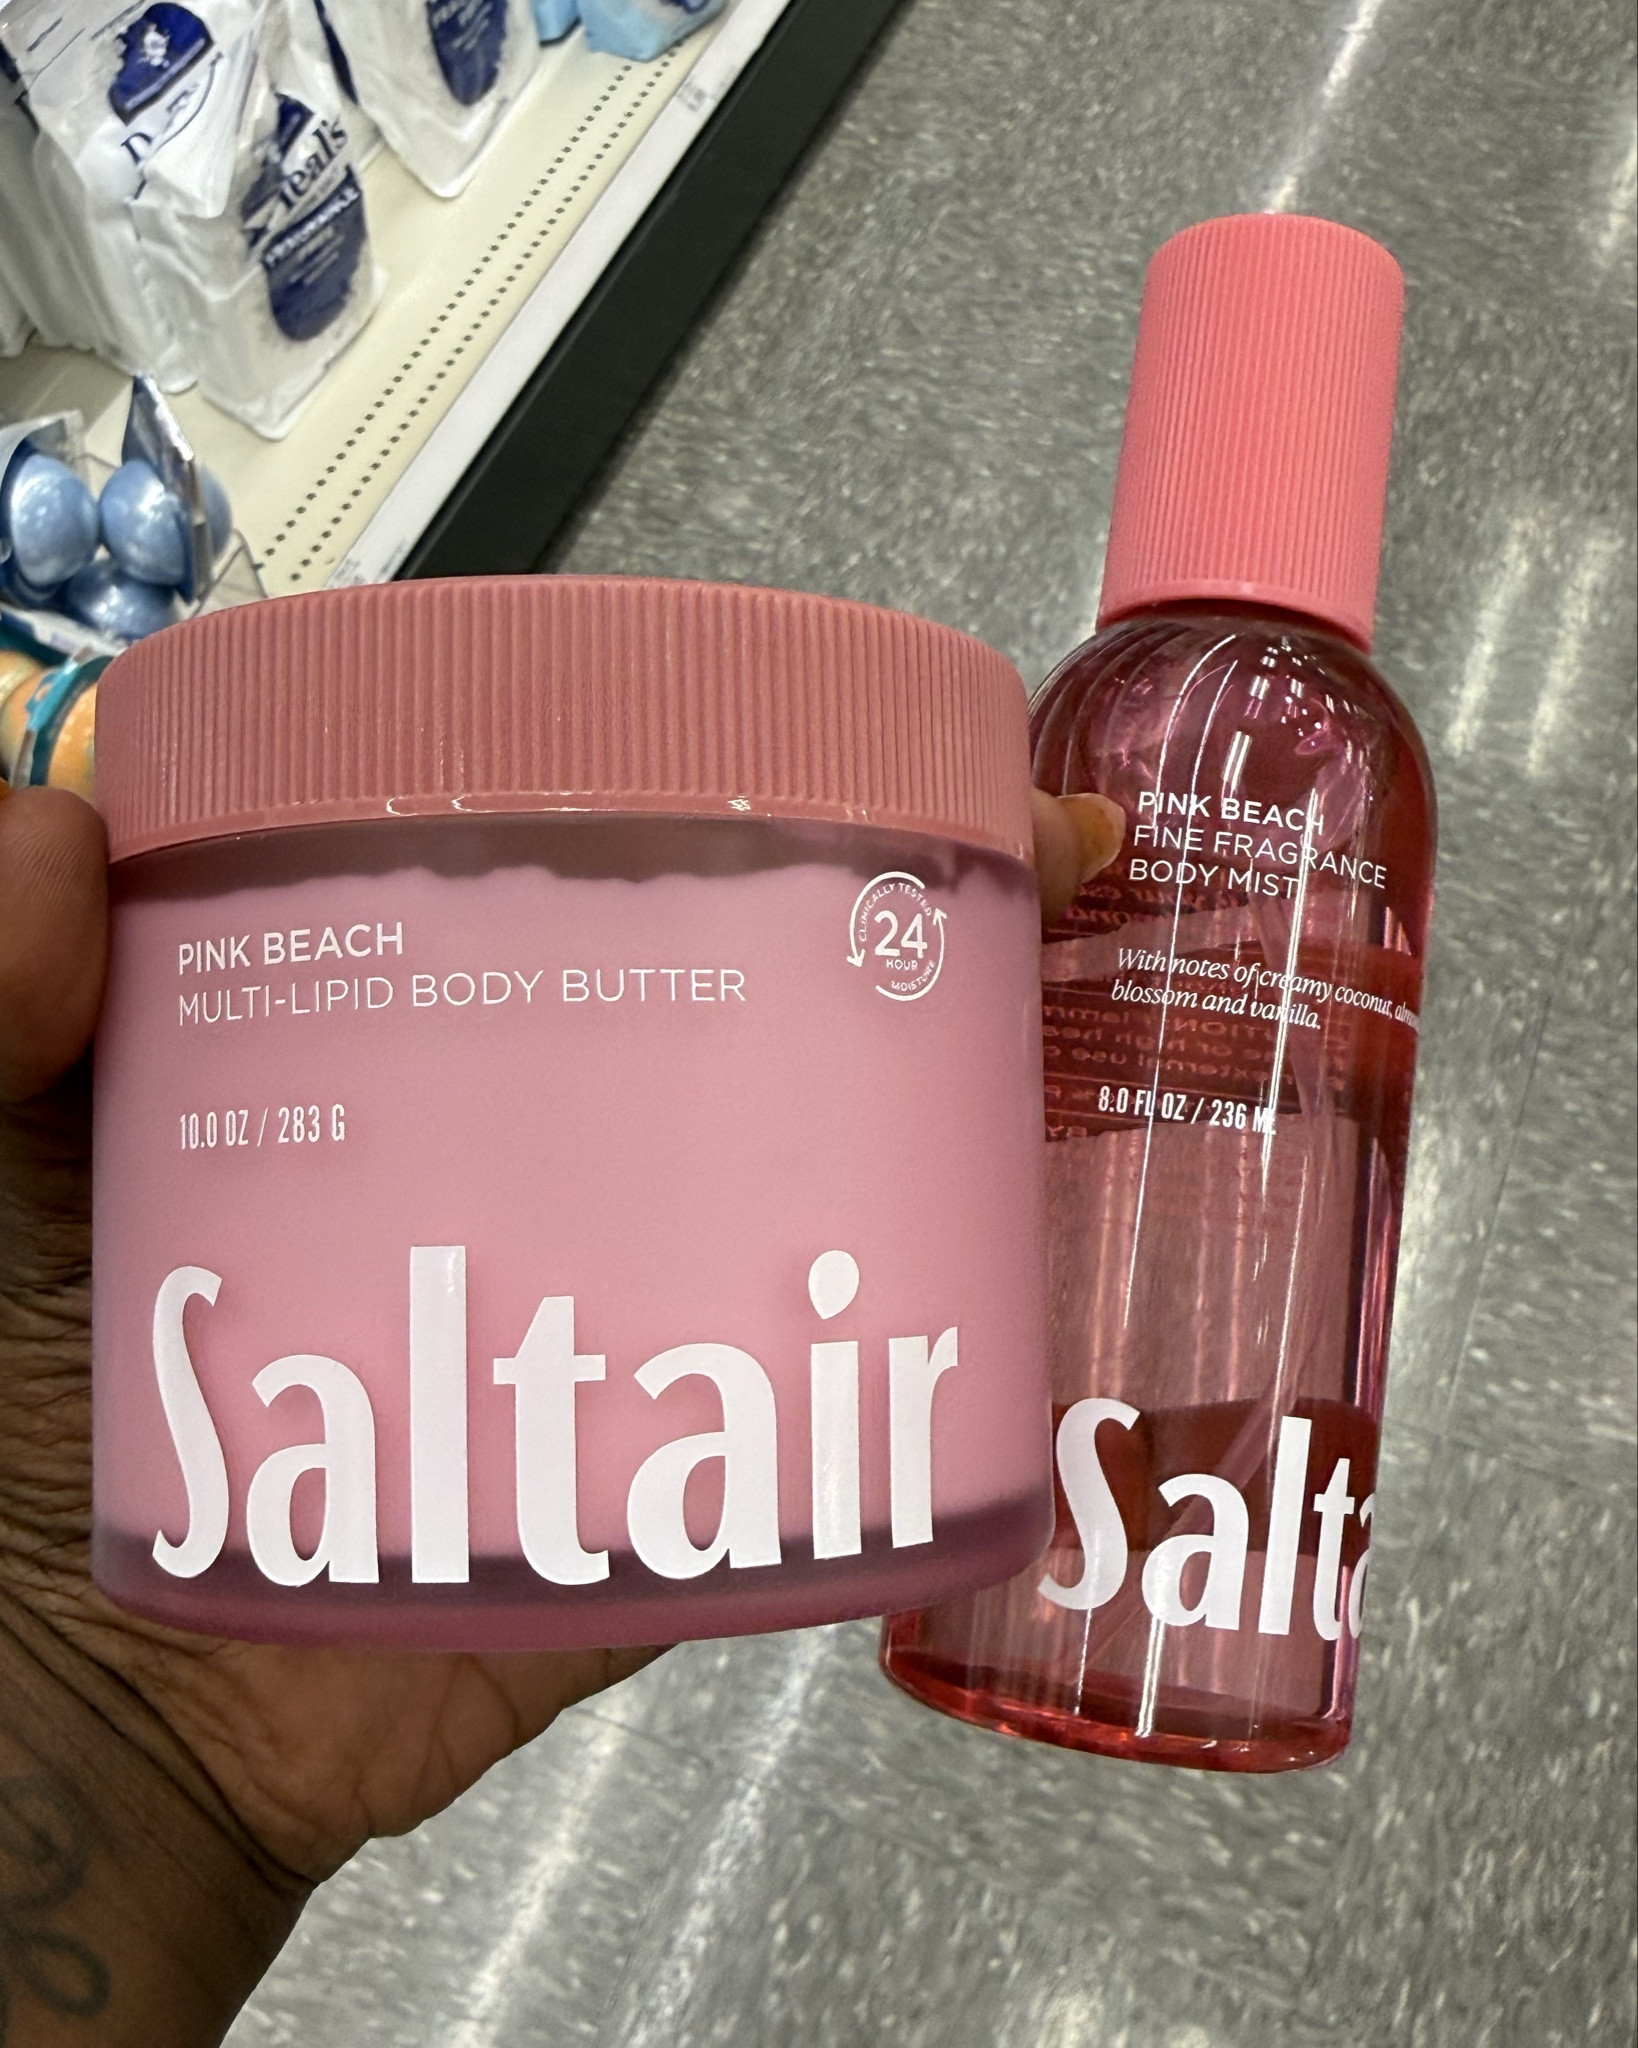 PINK BEACH
MULTI-LIPID BODY BUTTER
CLINICALLY TESTED
24
HOUR
MOISTURE
10.0 OZ / 283 G
Saltair
PINK BEACH
FINE FRAGRANCE
BODY MIST
With notes of creamy coconut,
blossom and vanilla.
8.0 FL OZ / 236 ML
Salta